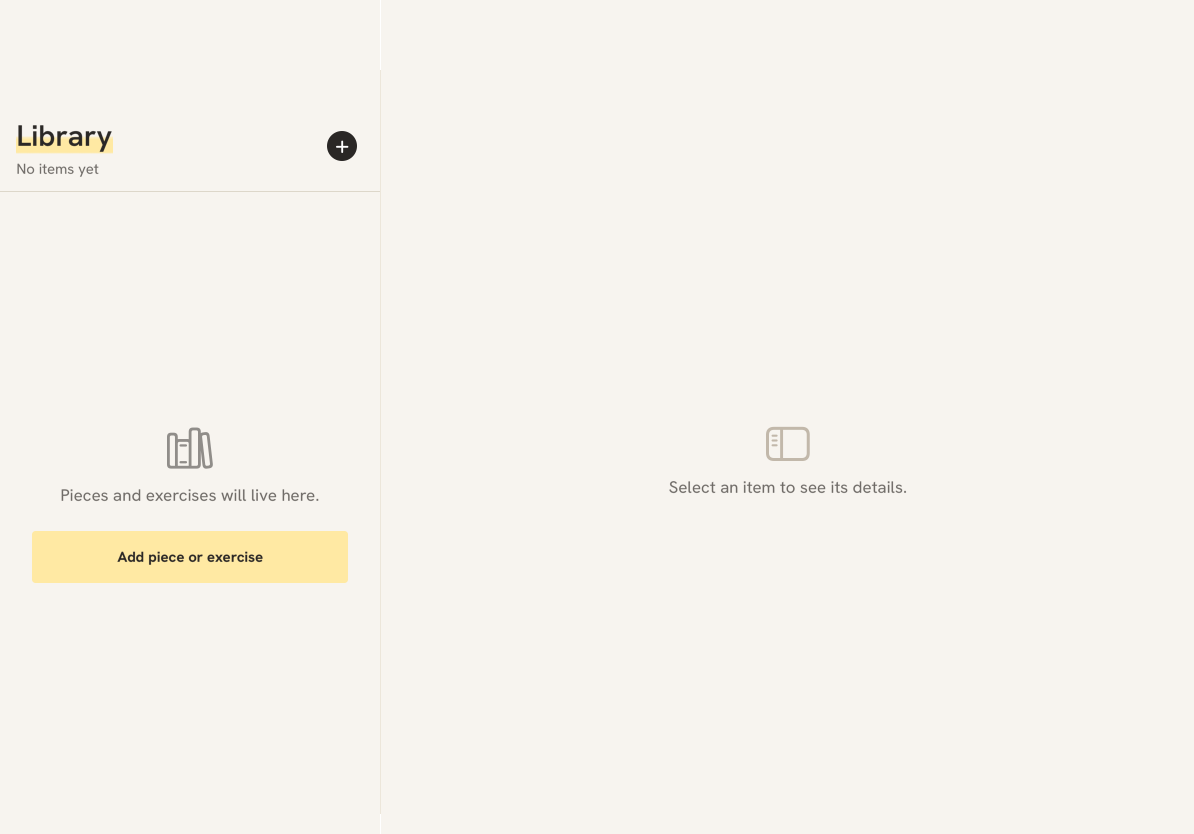 Library
No items yet
Pieces and exercises will live here.
Add piece or exercise
Select an item to see its details.